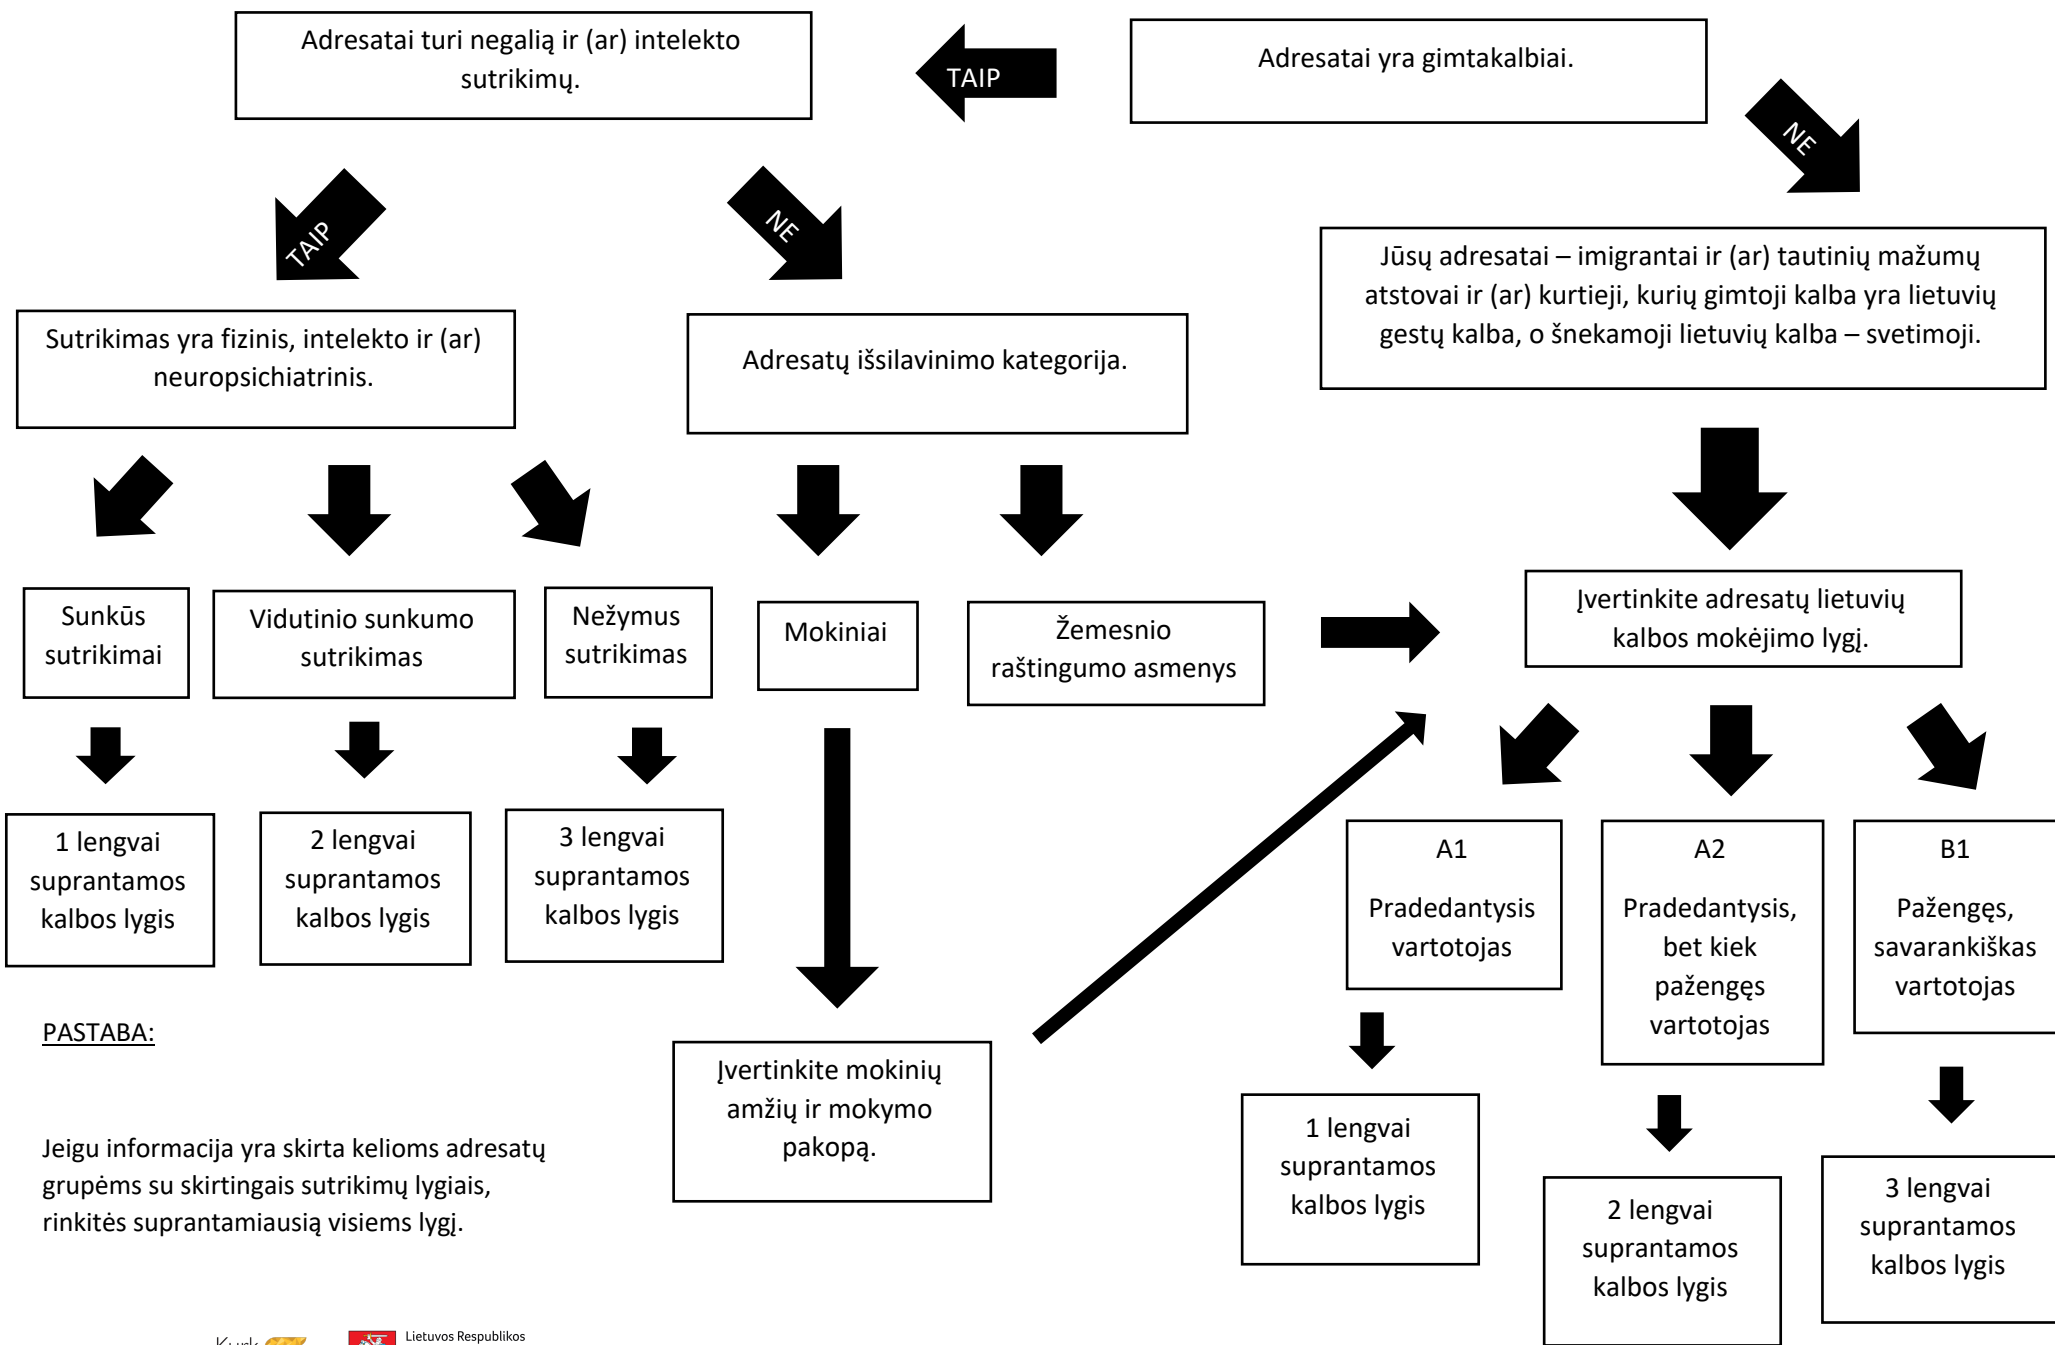 Adresatai turi negalią ir (ar) intelekto
sutrikimų.
TAIP
Adresatai yra gimtakalbiai.
NE
TAIP
NE
Jūsų adresatai – imigrantai ir (ar) tautinių mažumų
atstovai ir (ar) kurtieji, kurių gimtoji kalba yra lietuvių
gestų kalba, o šnekamoji lietuvių kalba – svetimoji.
Sutrikimas yra fizinis, intelekto ir (ar)
neuropsichiatrinis.
Adresatų išsilavinimo kategorija.
Sunkūs
sutrikimai
Vidutinio sunkumo
sutrikimas
Nežymus
sutrikimas
Mokiniai
Žemesnio
raštingumo asmenys
Įvertinkite adresatų lietuvių
kalbos mokėjimo lygį.
1 lengvai
suprantamos
kalbos lygis
2 lengvai
suprantamos
kalbos lygis
3 lengvai
suprantamos
kalbos lygis
A1
Pradedantysis
vartotojas
A2
Pradedantysis,
bet kiek
pažengęs
vartotojas
B1
Pažengęs,
savarankiškas
vartotojas
PASTABA:
Jeigu informacija yra skirta kelioms adresatų
grupėms su skirtingais sutrikimų lygiais,
rinkitės suprantamiausią visiems lygį.
Įvertinkite mokinių
amžių ir mokymo
pakopą.
1 lengvai
suprantamos
kalbos lygis
2 lengvai
suprantamos
kalbos lygis
3 lengvai
suprantamos
kalbos lygis
Lietuvos Respublikos